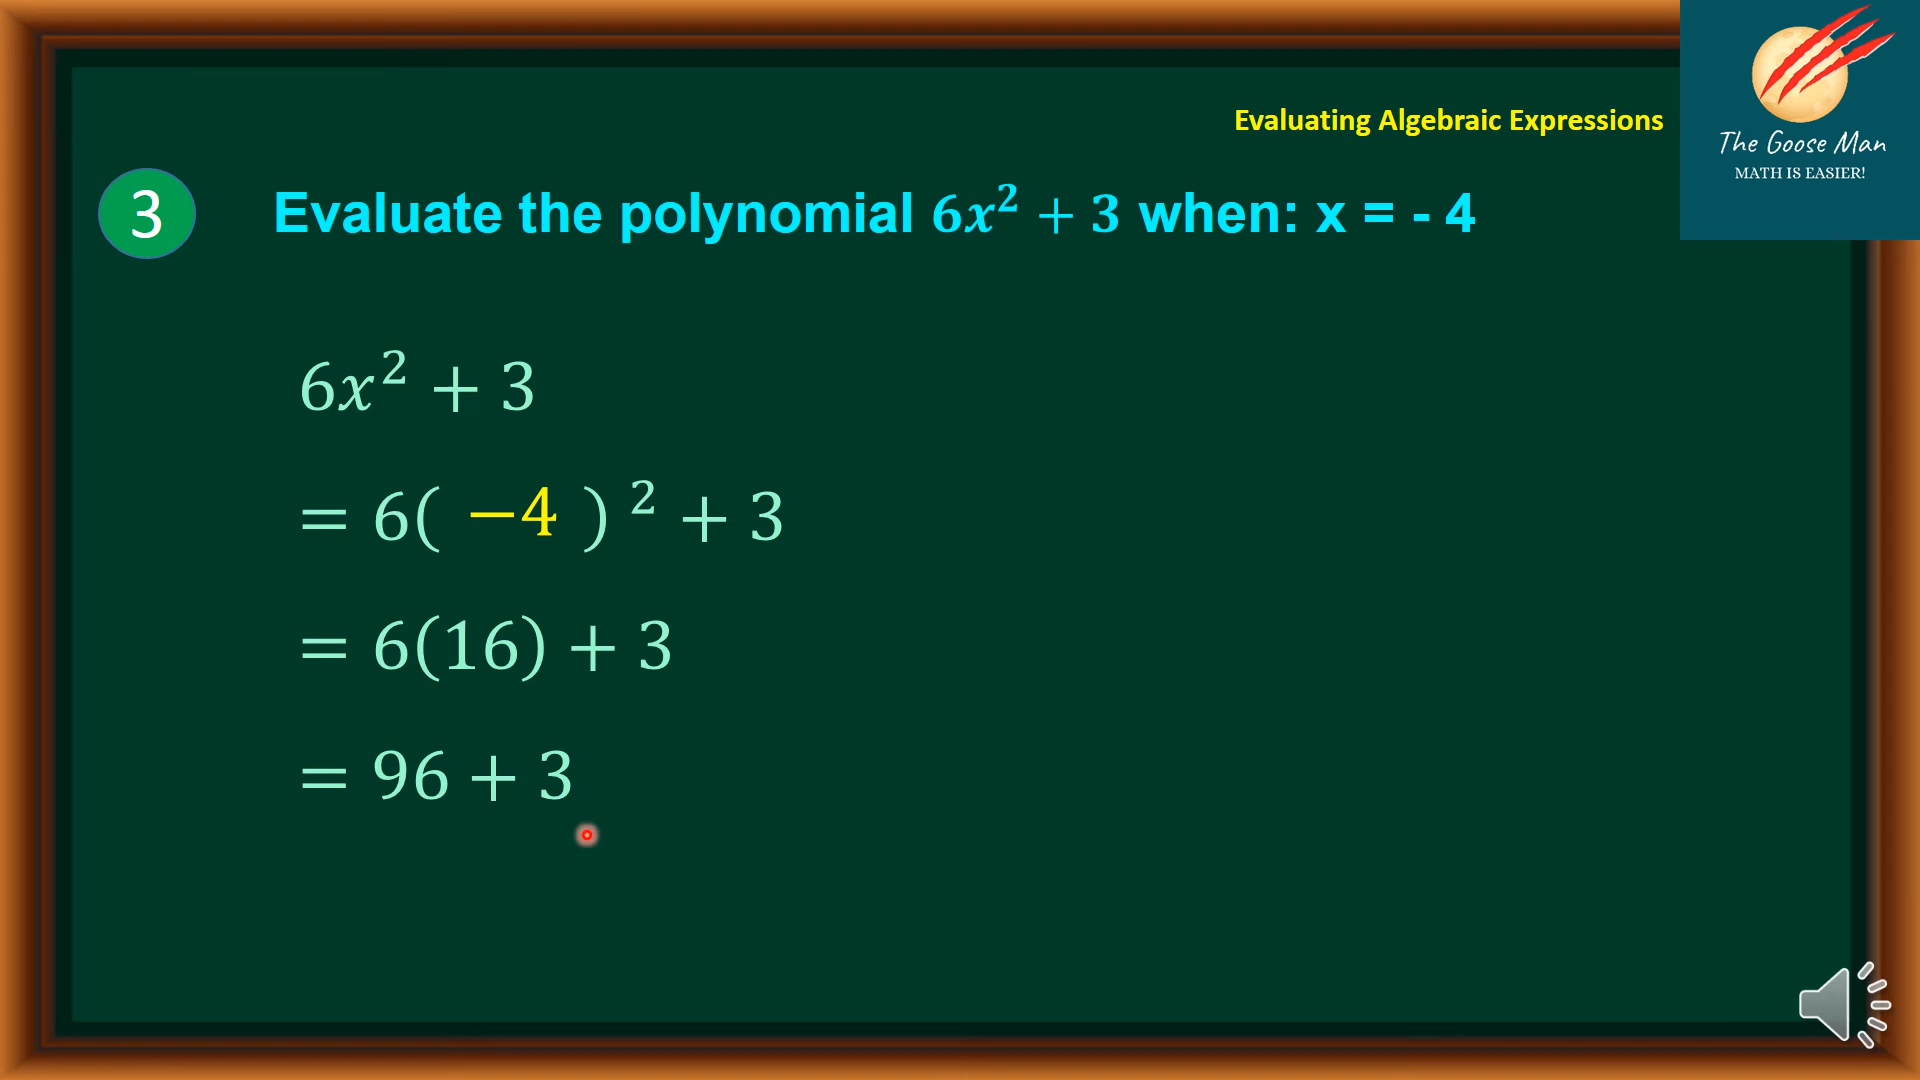 The Goose Man
MATH IS EASIER!
Evaluating Algebraic Expressions
3
Evaluate the polynomial 6x² + 3 when: x = - 4
6x² + 3
= 6( −4 ) ² + 3
= 6(16) + 3
= 96 + 3